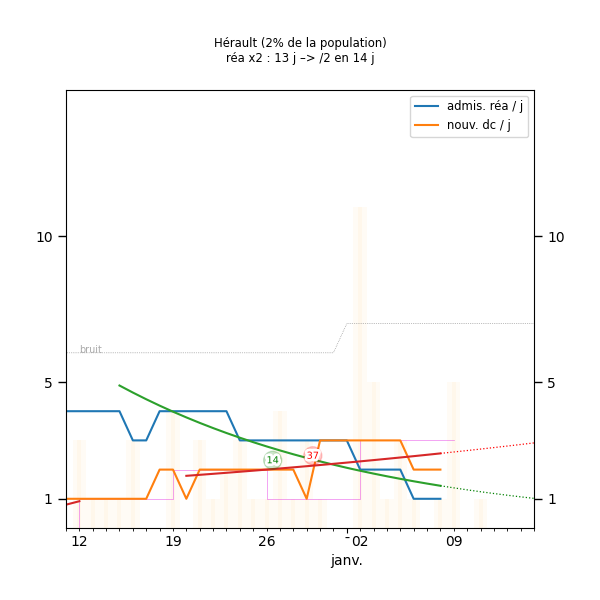 Hérault (2% de la population)
réa x2 : 13 j –> /2 en 14 j
admis. réa / j
nouv. dc / j
10 10
bruit
5 5
14 37
1 1
12 19 26 02 09
janv.